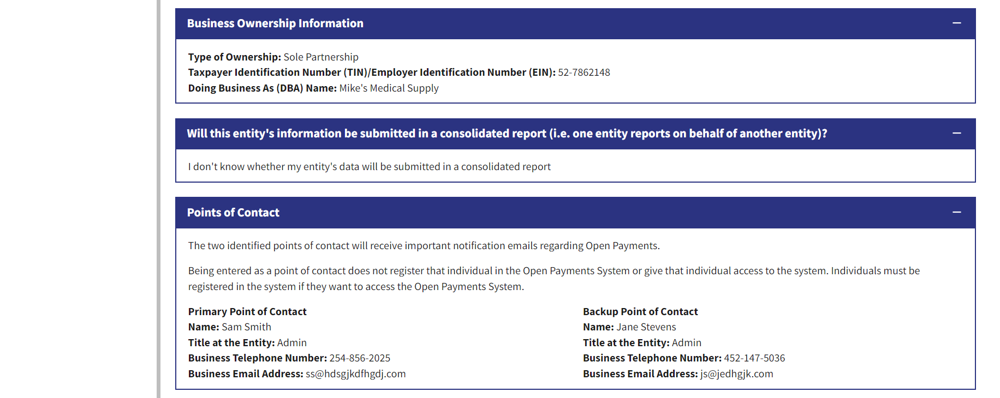 Business Ownership Information
Type of Ownership: Sole Partnership
Taxpayer Identification Number (TIN)/Employer Identification Number (EIN): 52-7862148
Doing Business As (DBA) Name: Mike's Medical Supply
Will this entity's information be submitted in a consolidated report (i.e. one entity reports on behalf of another entity)?
I don't know whether my entity's data will be submitted in a consolidated report
Points of Contact
The two identified points of contact will receive important notification emails regarding Open Payments.
Being entered as a point of contact does not register that individual in the Open Payments System or give that individual access to the system. Individuals must be
registered in the system if they want to access the Open Payments System.
Primary Point of Contact
Name: Sam Smith
Title at the Entity: Admin
Business Telephone Number: 254-856-2025
Business Email Address: ss@hdsgjkdfhgdj.com
Backup Point of Contact
Name: Jane Stevens
Title at the Entity: Admin
Business Telephone Number: 452-147-5036
Business Email Address: js@jedhgjk.com